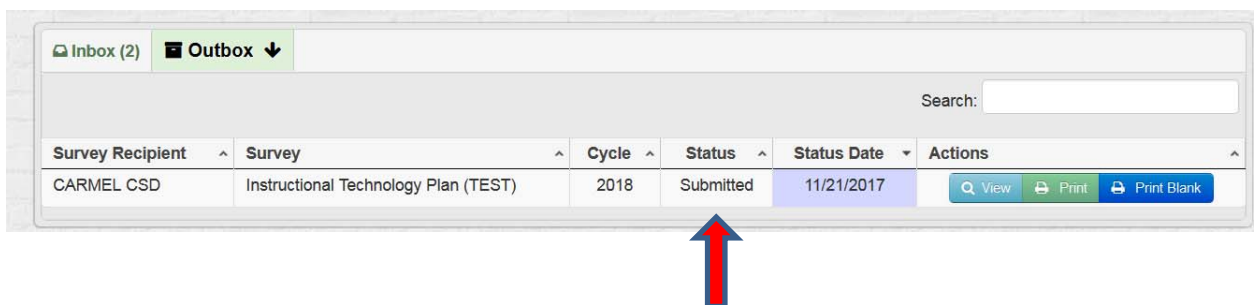 Inbox (2) Outbox
Search:
Survey Recipient Survey Cycle Status Status Date Actions
CARMEL CSD Instructional Technology Plan (TEST) 2018 Submitted 11/21/2017 View Print Print Blank